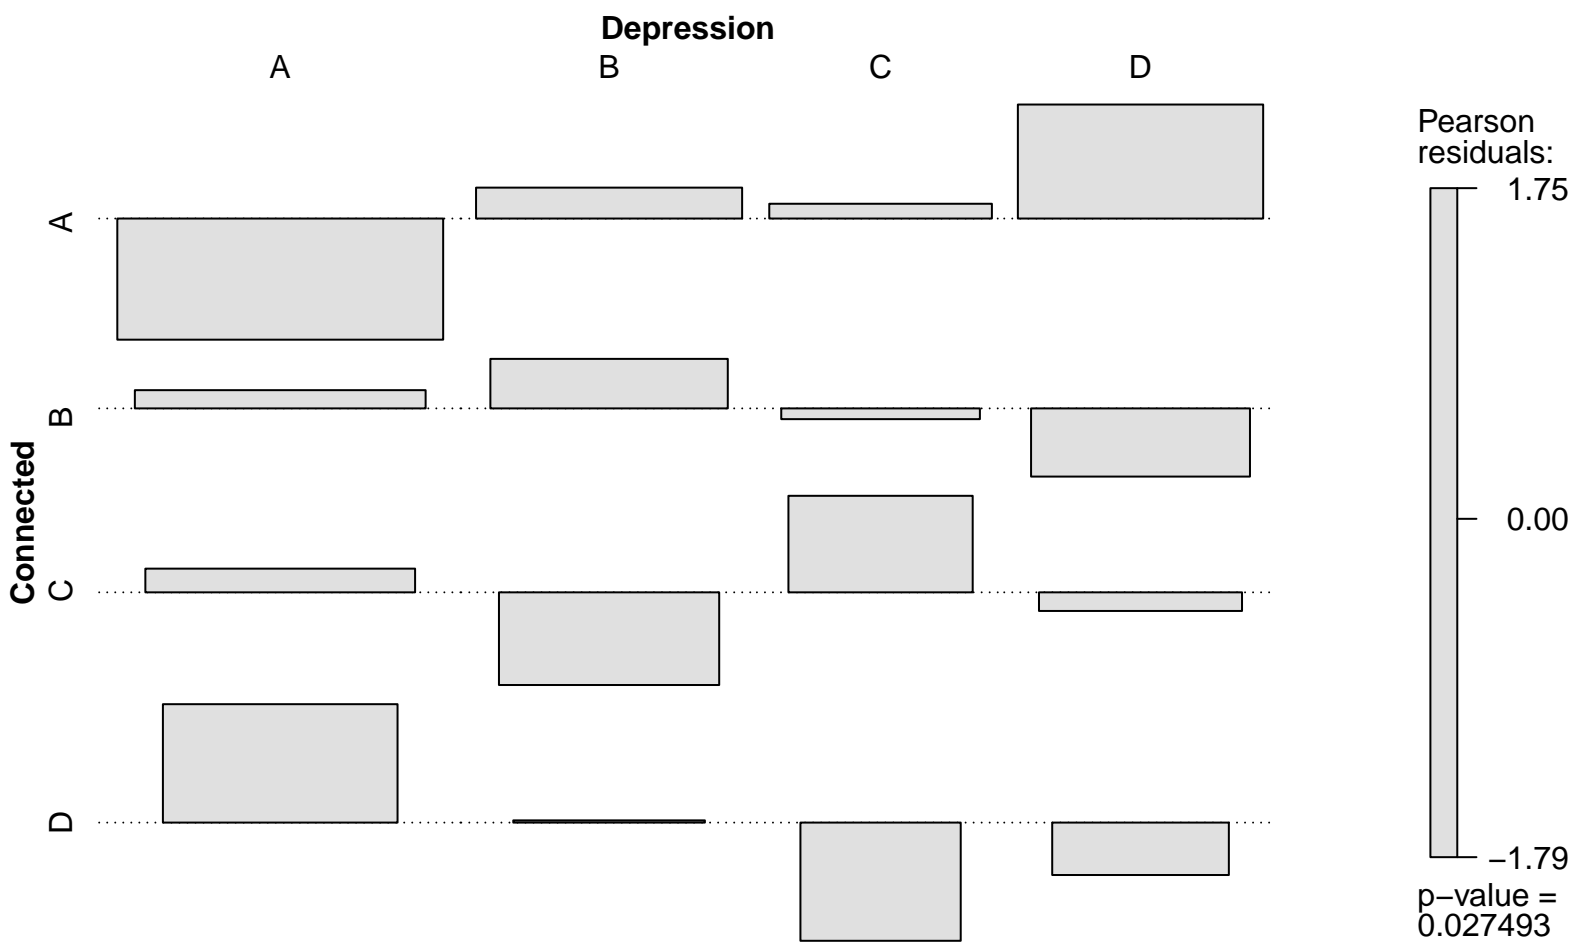 Depression
A B C D
Connected
A
B
C
D
Pearson
residuals:
1.75
0.00
−1.79
p−value =
0.027493